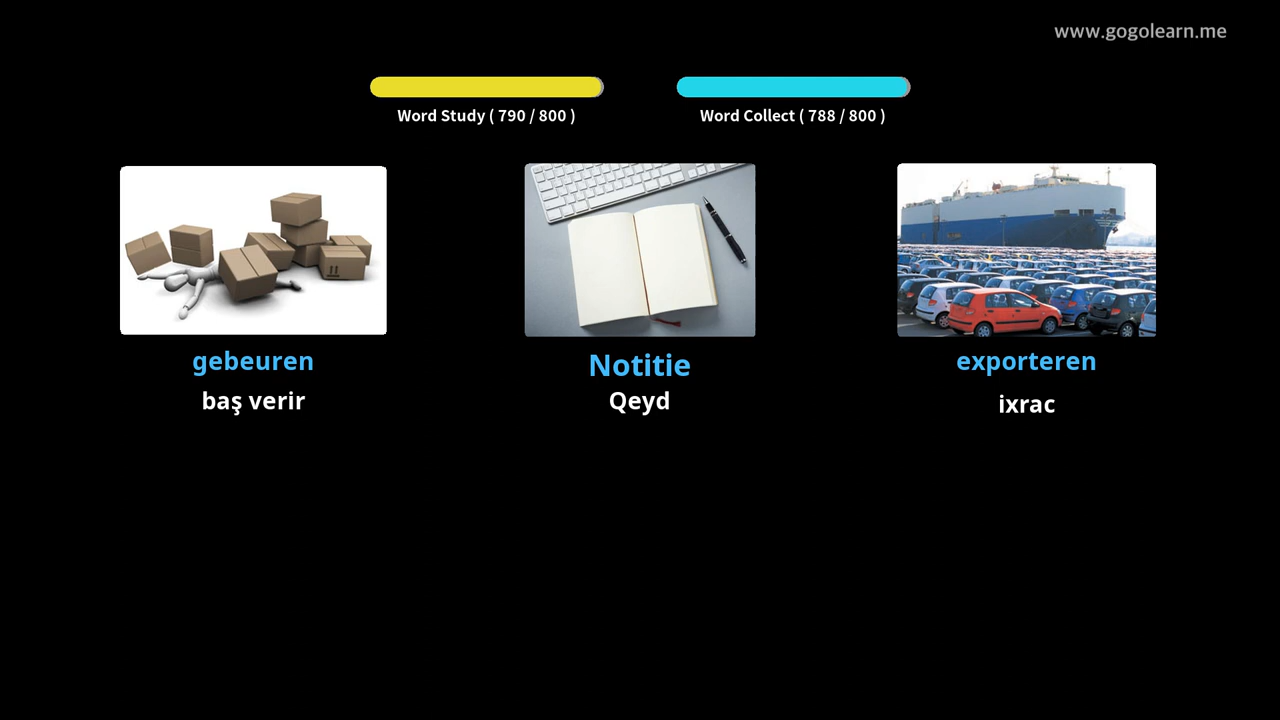 www.gogolearn.me
Word Study ( 790 / 800 )
Word Collect ( 788 / 800 )
gebeuren
baş verir
Notitie
Qeyd
exporteren
ixrac